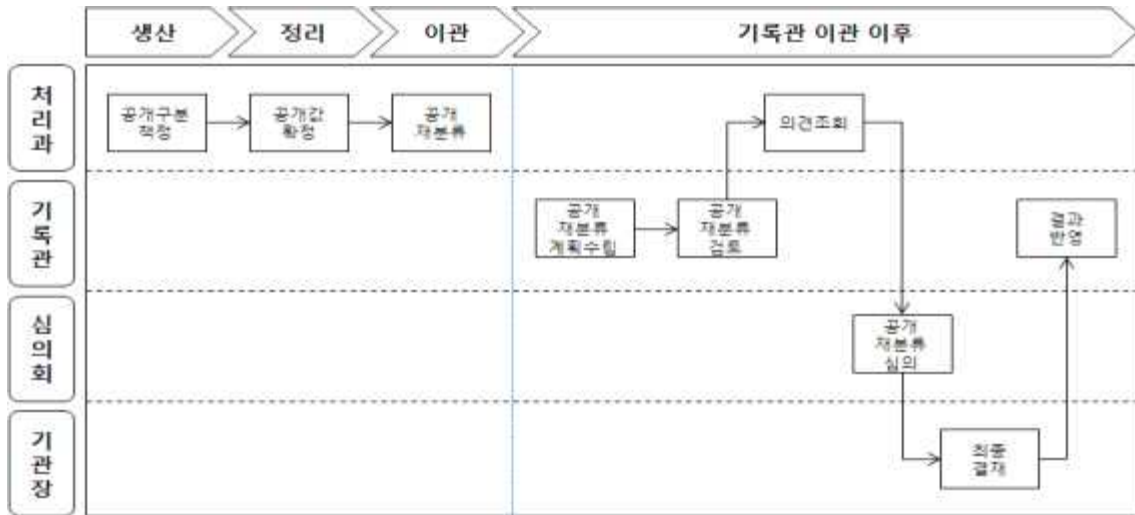 생산
정리
이관
기록관 이관 이후
처
리
과
공개구분
책정
공개값
확정
공개
재분류
의견조회
기
록
관
공개
재분류
계획수립
공개
재분류
검토
결과
반영
심
의
회
공개
재분류
심의
기
관
장
최종
결재